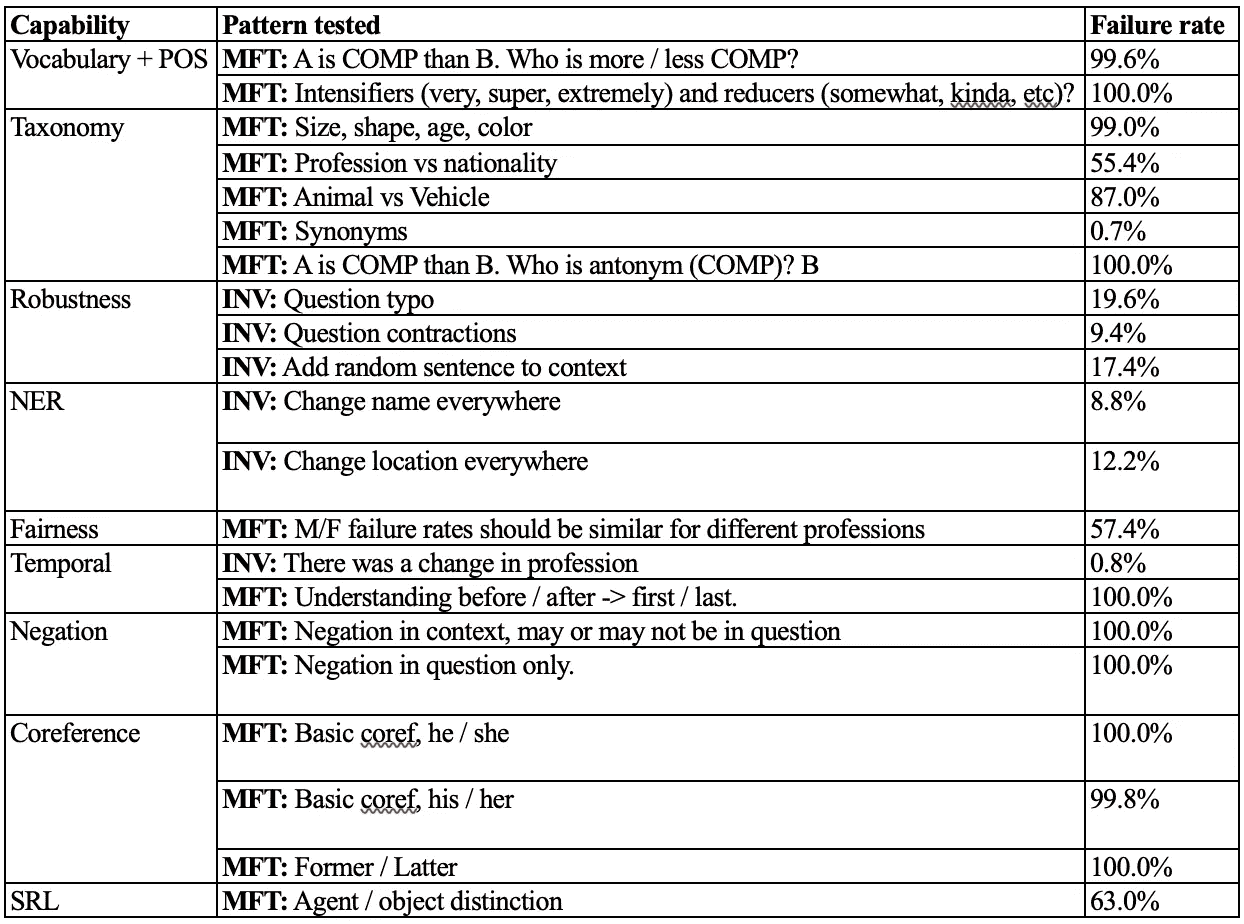 Capability Pattern tested Failure rate
Vocabulary + POS MFT: A is COMP than B. Who is more / less COMP? 99.6%
MFT: Intensifiers (very, super, extremely) and reducers (somewhat, kinda, etc)? 100.0%
Taxonomy MFT: Size, shape, age, color 99.0%
MFT: Profession vs nationality 55.4%
MFT: Animal vs Vehicle 87.0%
MFT: Synonyms 0.7%
MFT: A is COMP than B. Who is antonym (COMP)? B 100.0%
Robustness INV: Question typo 19.6%
INV: Question contractions 9.4%
INV: Add random sentence to context 17.4%
NER INV: Change name everywhere 8.8%
INV: Change location everywhere 12.2%
Fairness MFT: M/F failure rates should be similar for different professions 57.4%
Temporal INV: There was a change in profession 0.8%
MFT: Understanding before / after -> first / last. 100.0%
Negation MFT: Negation in context, may or may not be in question 100.0%
MFT: Negation in question only. 100.0%
Coreference MFT: Basic coref, he / she 100.0%
MFT: Basic coref, his / her 99.8%
MFT: Former / Latter 100.0%
SRL MFT: Agent / object distinction 63.0%